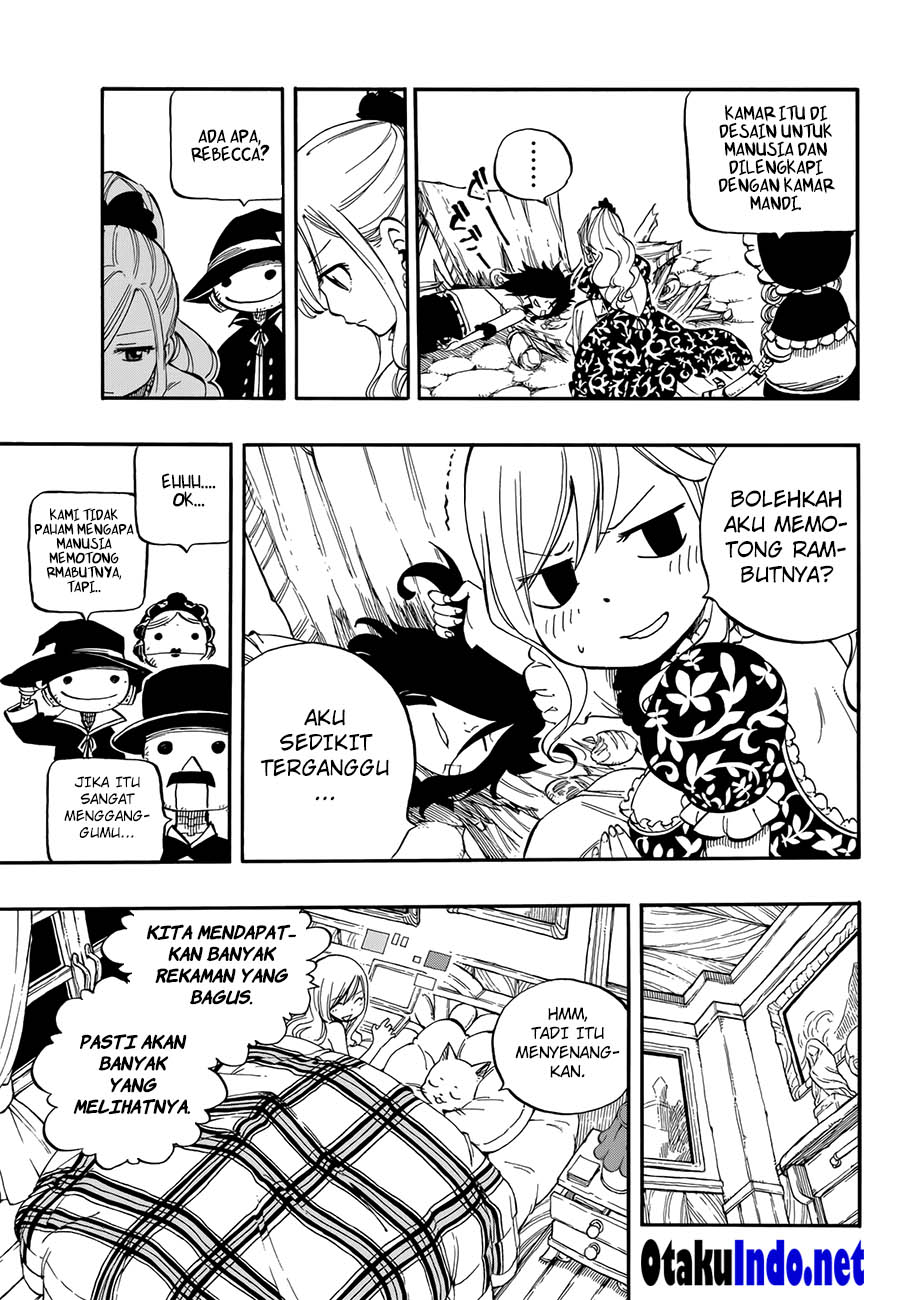 KAMAR ITU DI
DESAIN UNTUK
MANUSIA DAN
DILENGKAPI
DENGAN KAMAR
MANDI.
......
ADA APA,
REBECCA?
BOLEHKAH
AKU MEMO-
TONG RAM-
BUTNYA?
AKU
SEDIKIT
TERGANGGU
...
EHHH....
OK...
KAMI TIDAK
PAHAM MENGAPA
MANUSIA
MEMOTONG
RMABUTNYA,
TAPI..
JIKA ITU
SANGAT
MENGGANG-
GUMU...
HMM,
TADI ITU
MENYENANG-
KAN.
KITA MENDAPAT-
KAN BANYAK
REKAMAN YANG
BAGUS.
PASTI AKAN
BANYAK
YANG
MELIHATNYA.
OtakuIndo.net